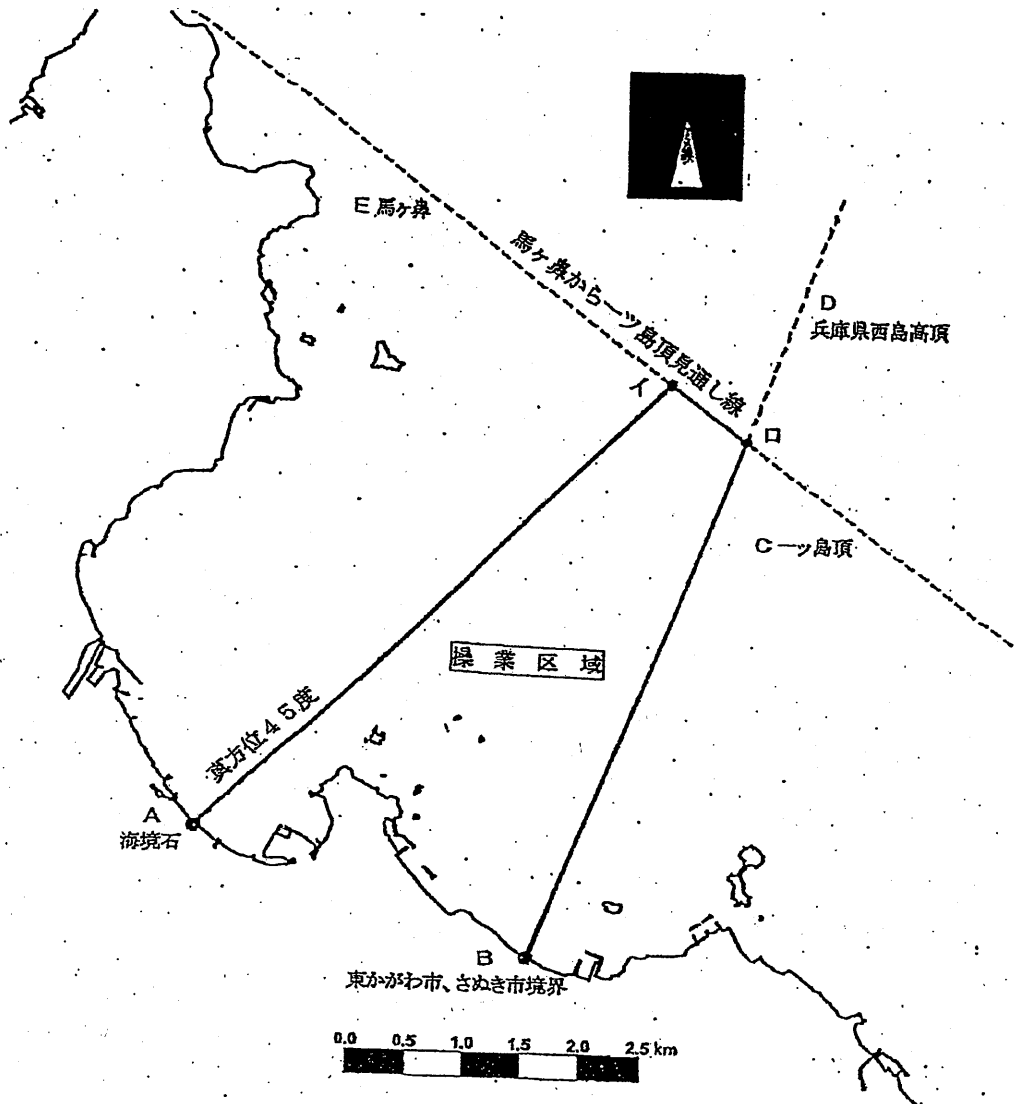 E 馬ヶ鼻
馬ヶ鼻から一ッ島頂見通し線
D
兵庫県西島高頂
イ
ロ
C 一ッ島頂
操業区域
真方位45度
A
海境石
B
東かがわ市、さぬき市境界
0.0 0.5 1.0 1.5 2.0 2.5 km